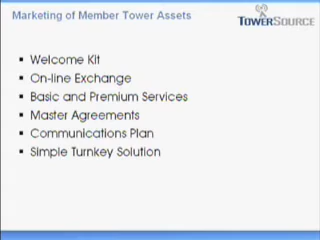 Marketing of Member Tower Assets
TOWERSOURCE
▪ Welcome Kit
▪ On-line Exchange
▪ Basic and Premium Services
▪ Master Agreements
▪ Communications Plan
▪ Simple Turnkey Solution